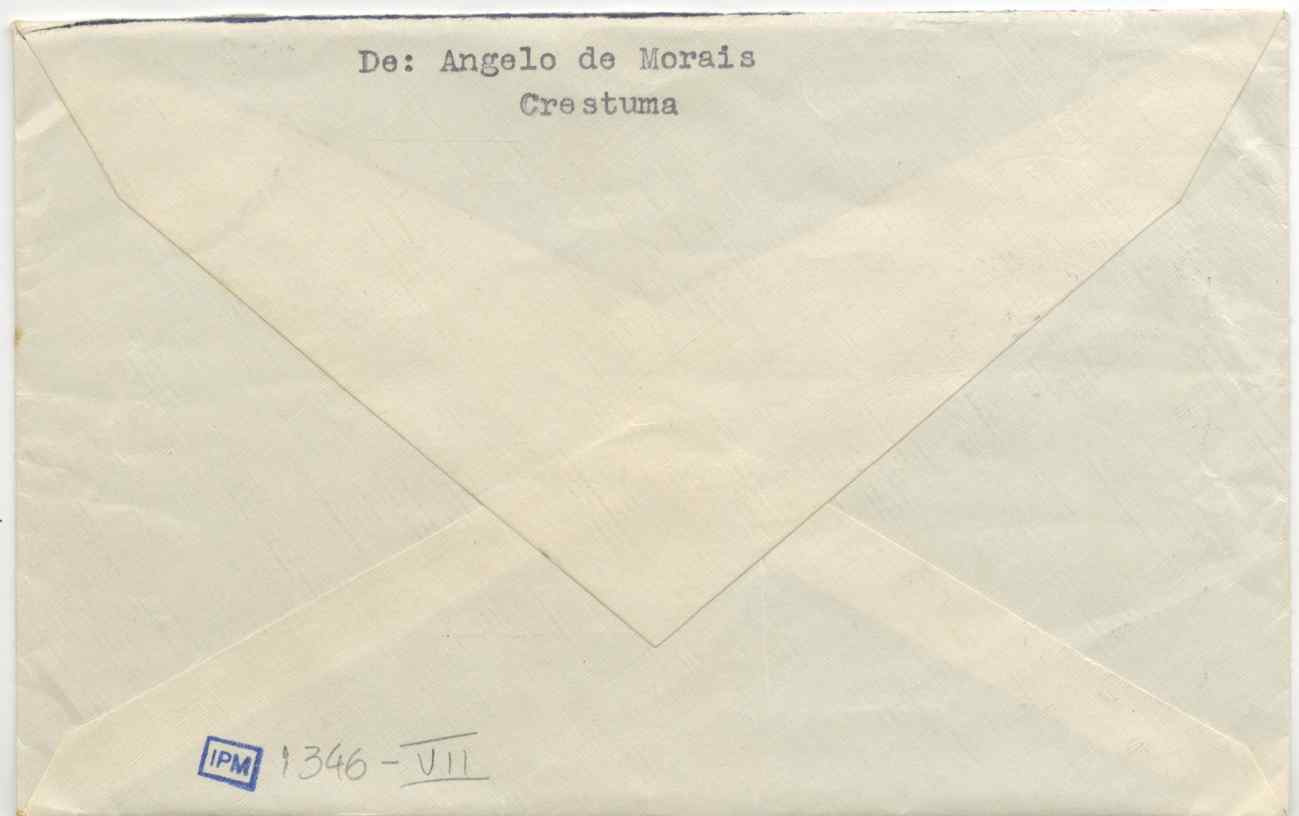 De: Angelo de Morais
Crestuma
IPM 1346-VII